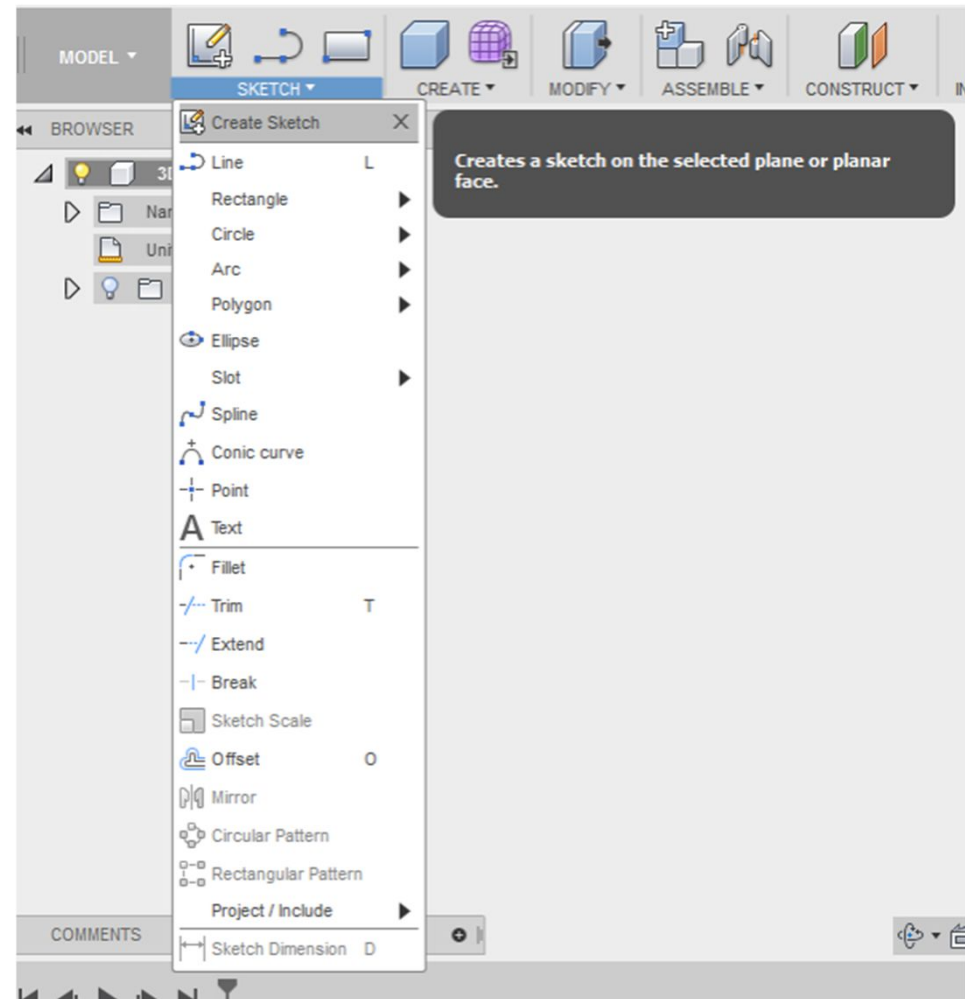 MODEL
SKETCH
CREATE
MODIFY
ASSEMBLE
CONSTRUCT
BROWSER
Create Sketch
Creates a sketch on the selected plane or planar
face.
Line L
Rectangle
Circle
Arc
Polygon
Ellipse
Slot
Spline
Conic curve
Point
A Text
Fillet
Trim T
Extend
Break
Sketch Scale
Offset O
Mirror
Circular Pattern
Rectangular Pattern
Project / Include
Sketch Dimension D
COMMENTS